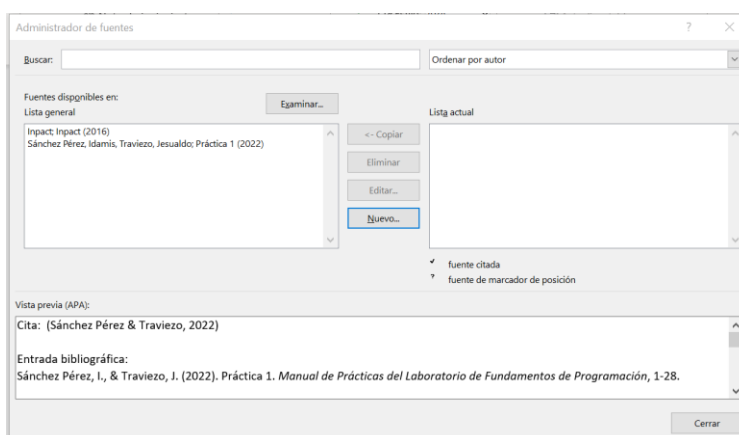 Administrador de fuentes
Buscar:
Ordenar por autor
Fuentes disponibles en:
Lista general
Examinar...
Lista actual
Inpact; Inpact (2016)
Sánchez Pérez, Idamis, Traviezo, Jesualdo; Práctica 1 (2022)
<- Copiar
Eliminar
Editar...
Nuevo...
fuente citada
? fuente de marcador de posición
Vista previa (APA):
Cita: (Sánchez Pérez & Traviezo, 2022)
Entrada bibliográfica:
Sánchez Pérez, I., & Traviezo, J. (2022). Práctica 1. Manual de Prácticas del Laboratorio de Fundamentos de Programación, 1-28.
Cerrar